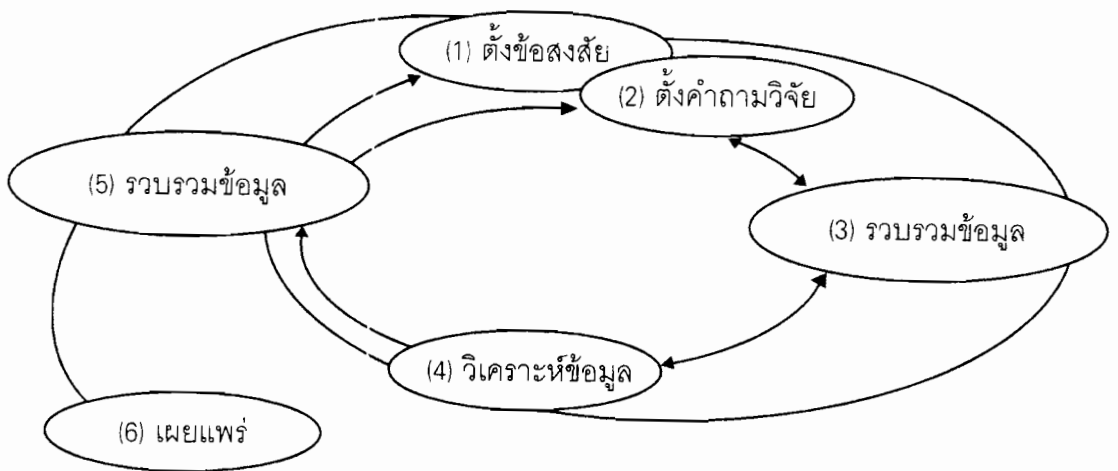 (1) ตั้งข้อสงสัย
(2) ตั้งคำถามวิจัย
(3) รวบรวมข้อมูล
(4) วิเคราะห์ข้อมูล
(5) รวบรวมข้อมูล
(6) เผยแพร่